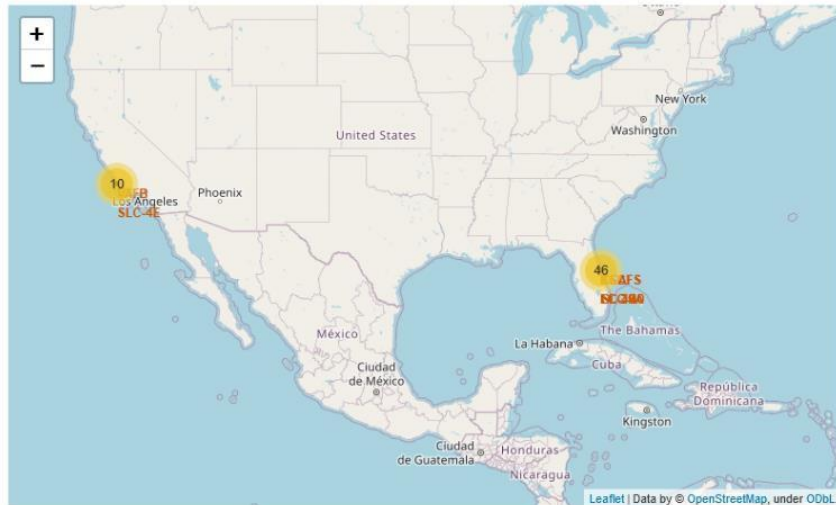 Ottawa
+
−
New York
Washington
United States
10
Los Angeles
Phoenix
SLC-4E
46
The Bahamas
La Habana
Cuba
México
Ciudad
de México
República
Dominicana
Kingston
Ciudad
de Guatemala
Honduras
Nicaragua
Leaflet | Data by © OpenStreetMap, under ODbL